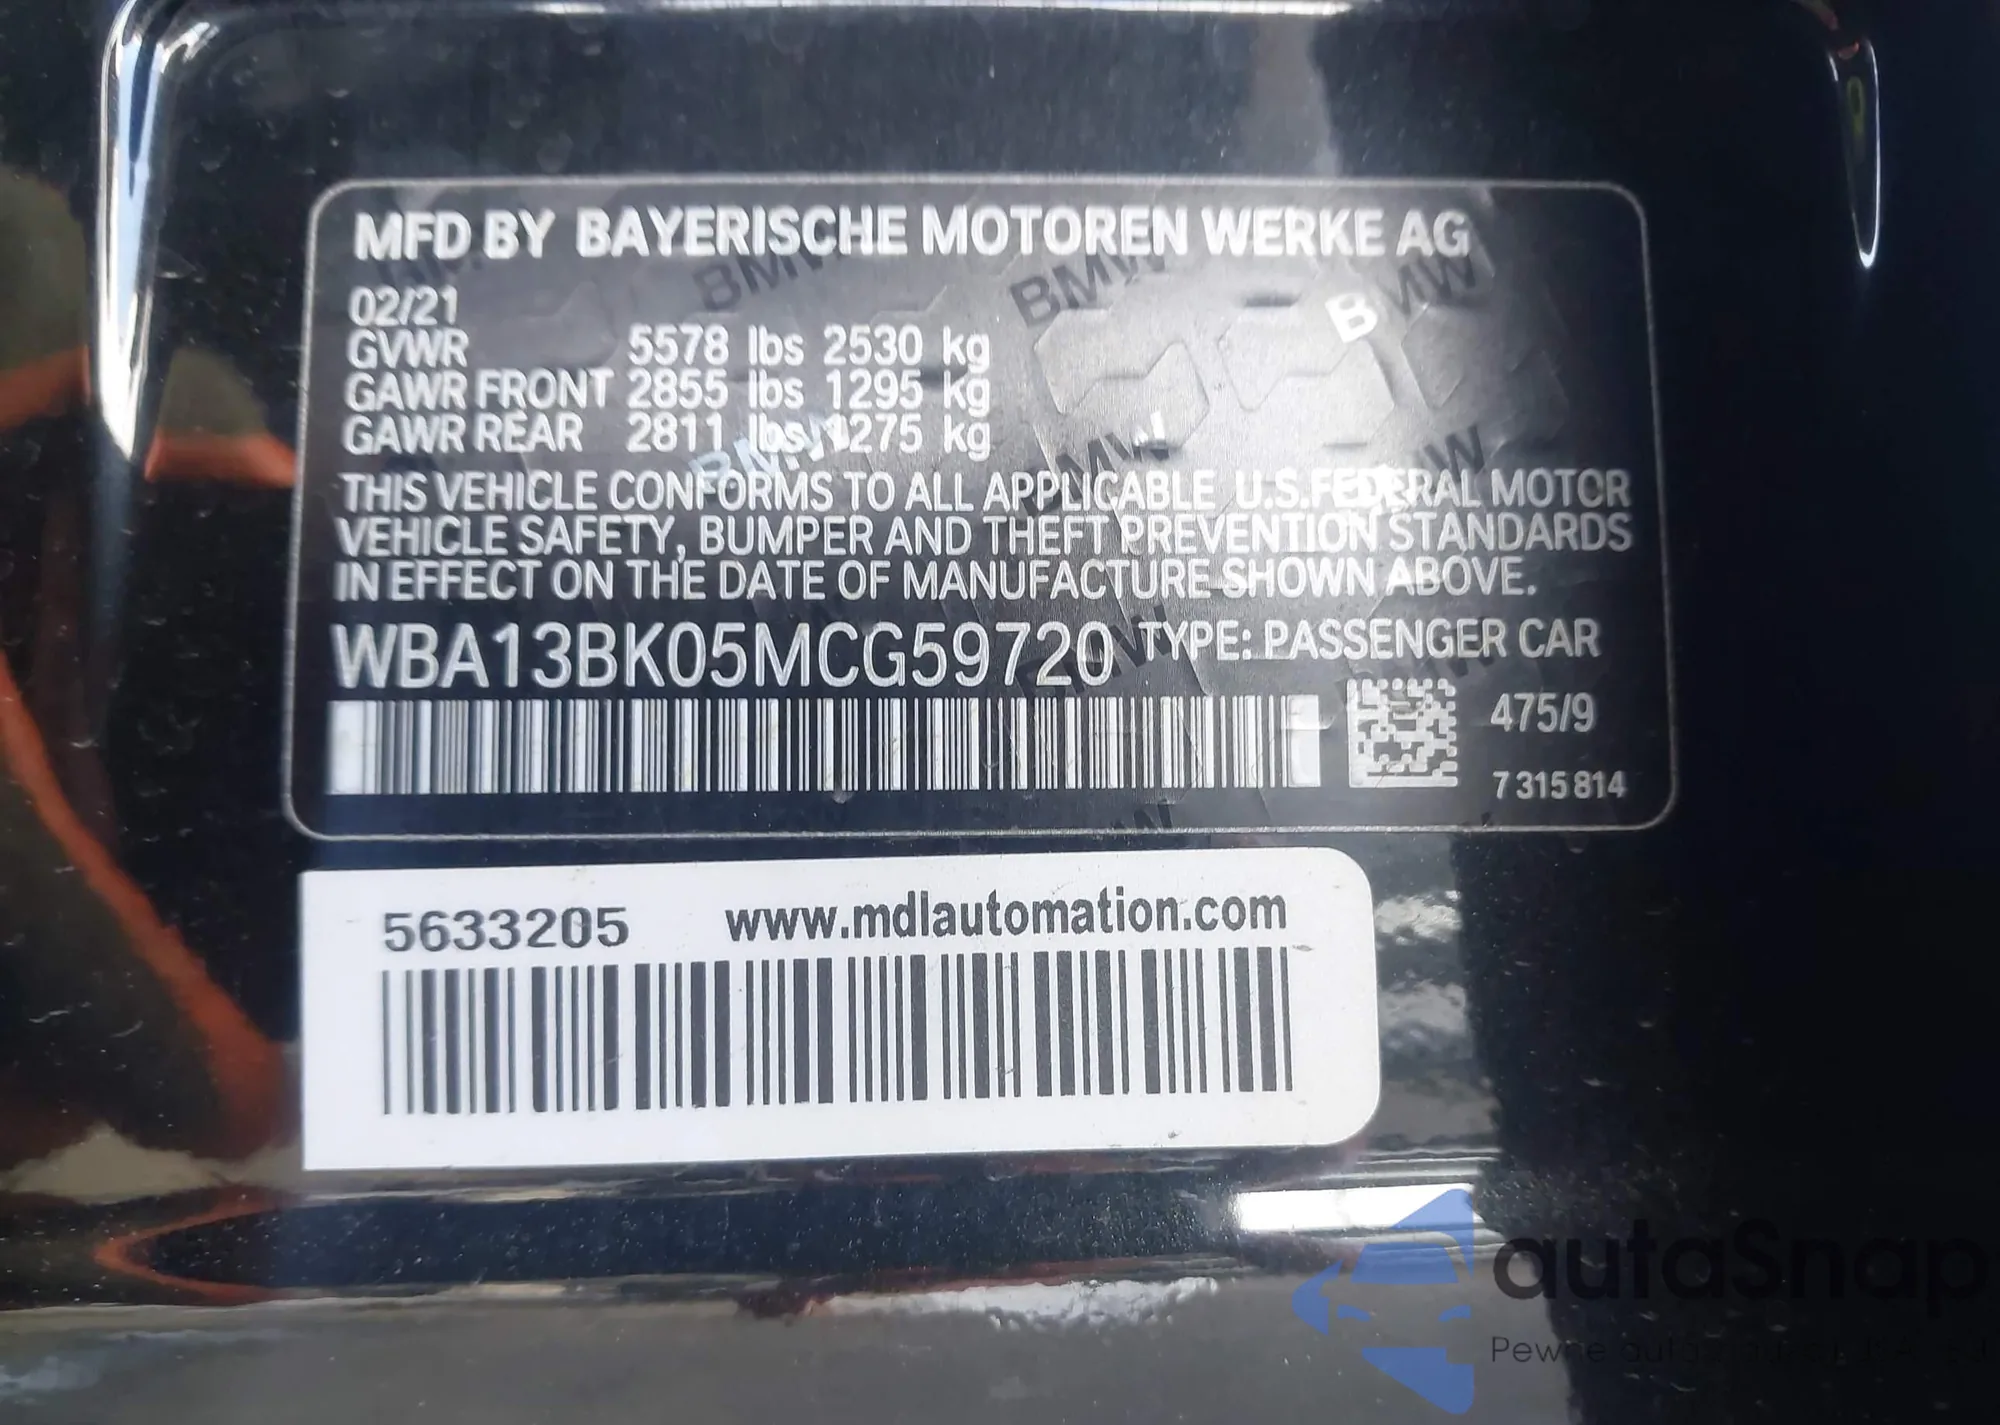 MFD BY BAYERISCHE MOTOREN WERKE AG
02/21
GVWR 5578 lbs 2530 kg
GAWR FRONT 2855 lbs 1295 kg
GAWR REAR 2811 lbs 1275 kg
THIS VEHICLE CONFORMS TO ALL APPLICABLE U.S.FEDERAL MOTOR
VEHICLE SAFETY, BUMPER AND THEFT PREVENTION STANDARDS
IN EFFECT ON THE DATE OF MANUFACTURE SHOWN ABOVE.
WBA13BK05MCG59720 TYPE: PASSENGER CAR
475/9
7 315 814
5633205 www.mdlautomation.com
autaSnap
Pewne auta